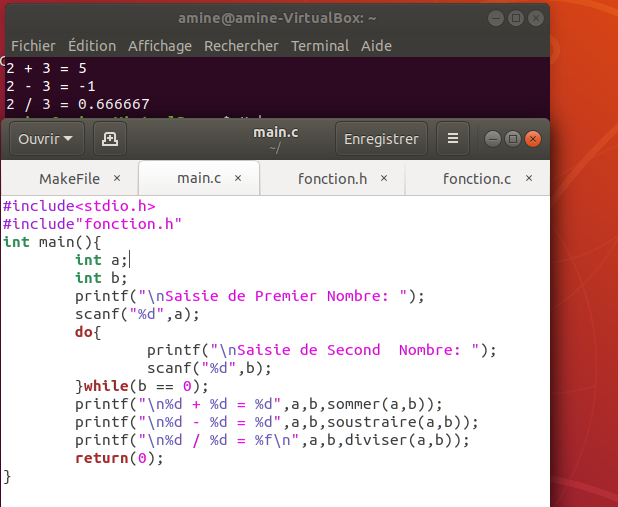 amine@amine-VirtualBox: ~
Fichier Édition Affichage Rechercher Terminal Aide
2 + 3 = 5
2 - 3 = -1
2 / 3 = 0.666667
Ouvrir main.c Enregistrer
~/
MakeFile × main.c × fonction.h × fonction.c ×
#include<stdio.h>
#include"fonction.h"
int main(){
int a;
int b;
printf("\nSaisie de Premier Nombre: ");
scanf("%d",a);
do{
printf("\nSaisie de Second  Nombre: ");
scanf("%d",b);
}while(b == 0);
printf("\n%d + %d = %d",a,b,sommer(a,b));
printf("\n%d - %d = %d",a,b,soustraire(a,b));
printf("\n%d / %d = %f\n",a,b,diviser(a,b));
return(0);
}